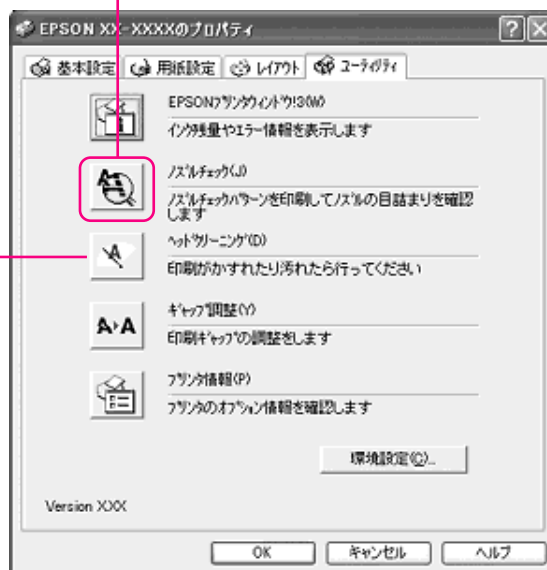 EPSON XX-XXXXのプロパティ
基本設定 用紙設定 レイアウト ユーティリティ
EPSONプリンタウィンドウ!3(W)
インク残量やエラー情報を表示します
ノズルチェック(J)
ノズルチェックパターンを印刷してノズルの目詰まりを確認
します
ヘッドクリーニング(D)
印刷がかすれたり汚れたら行ってください
ギャップ調整(Y)
印刷ギャップの調整をします
プリンタ情報(P)
プリンタのオプション情報を確認します
環境設定(C)...
Version XXX
OK キャンセル ヘルプ